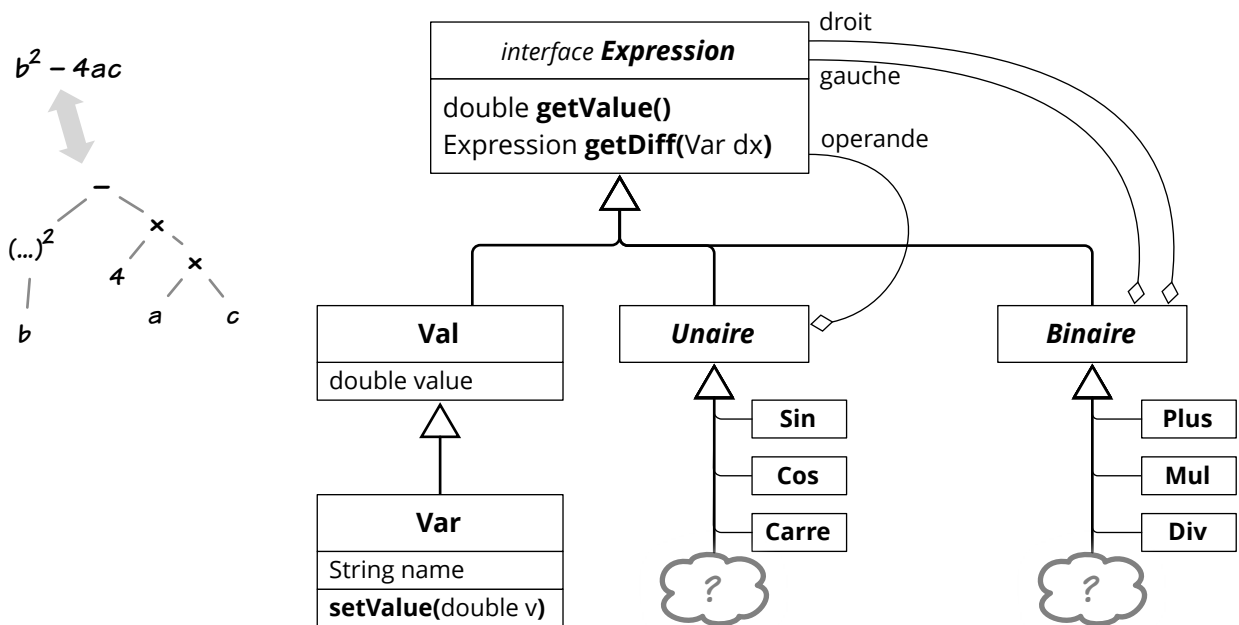 b² – 4ac
–
(...)²
×
4
×
b
a
c
interface Expression
double getValue()
Expression getDiff(Var dx)
droit
gauche
operande
Val
double value
Unaire
Binaire
Sin
Cos
Carre
?
Plus
Mul
Div
?
Var
String name
setValue(double v)